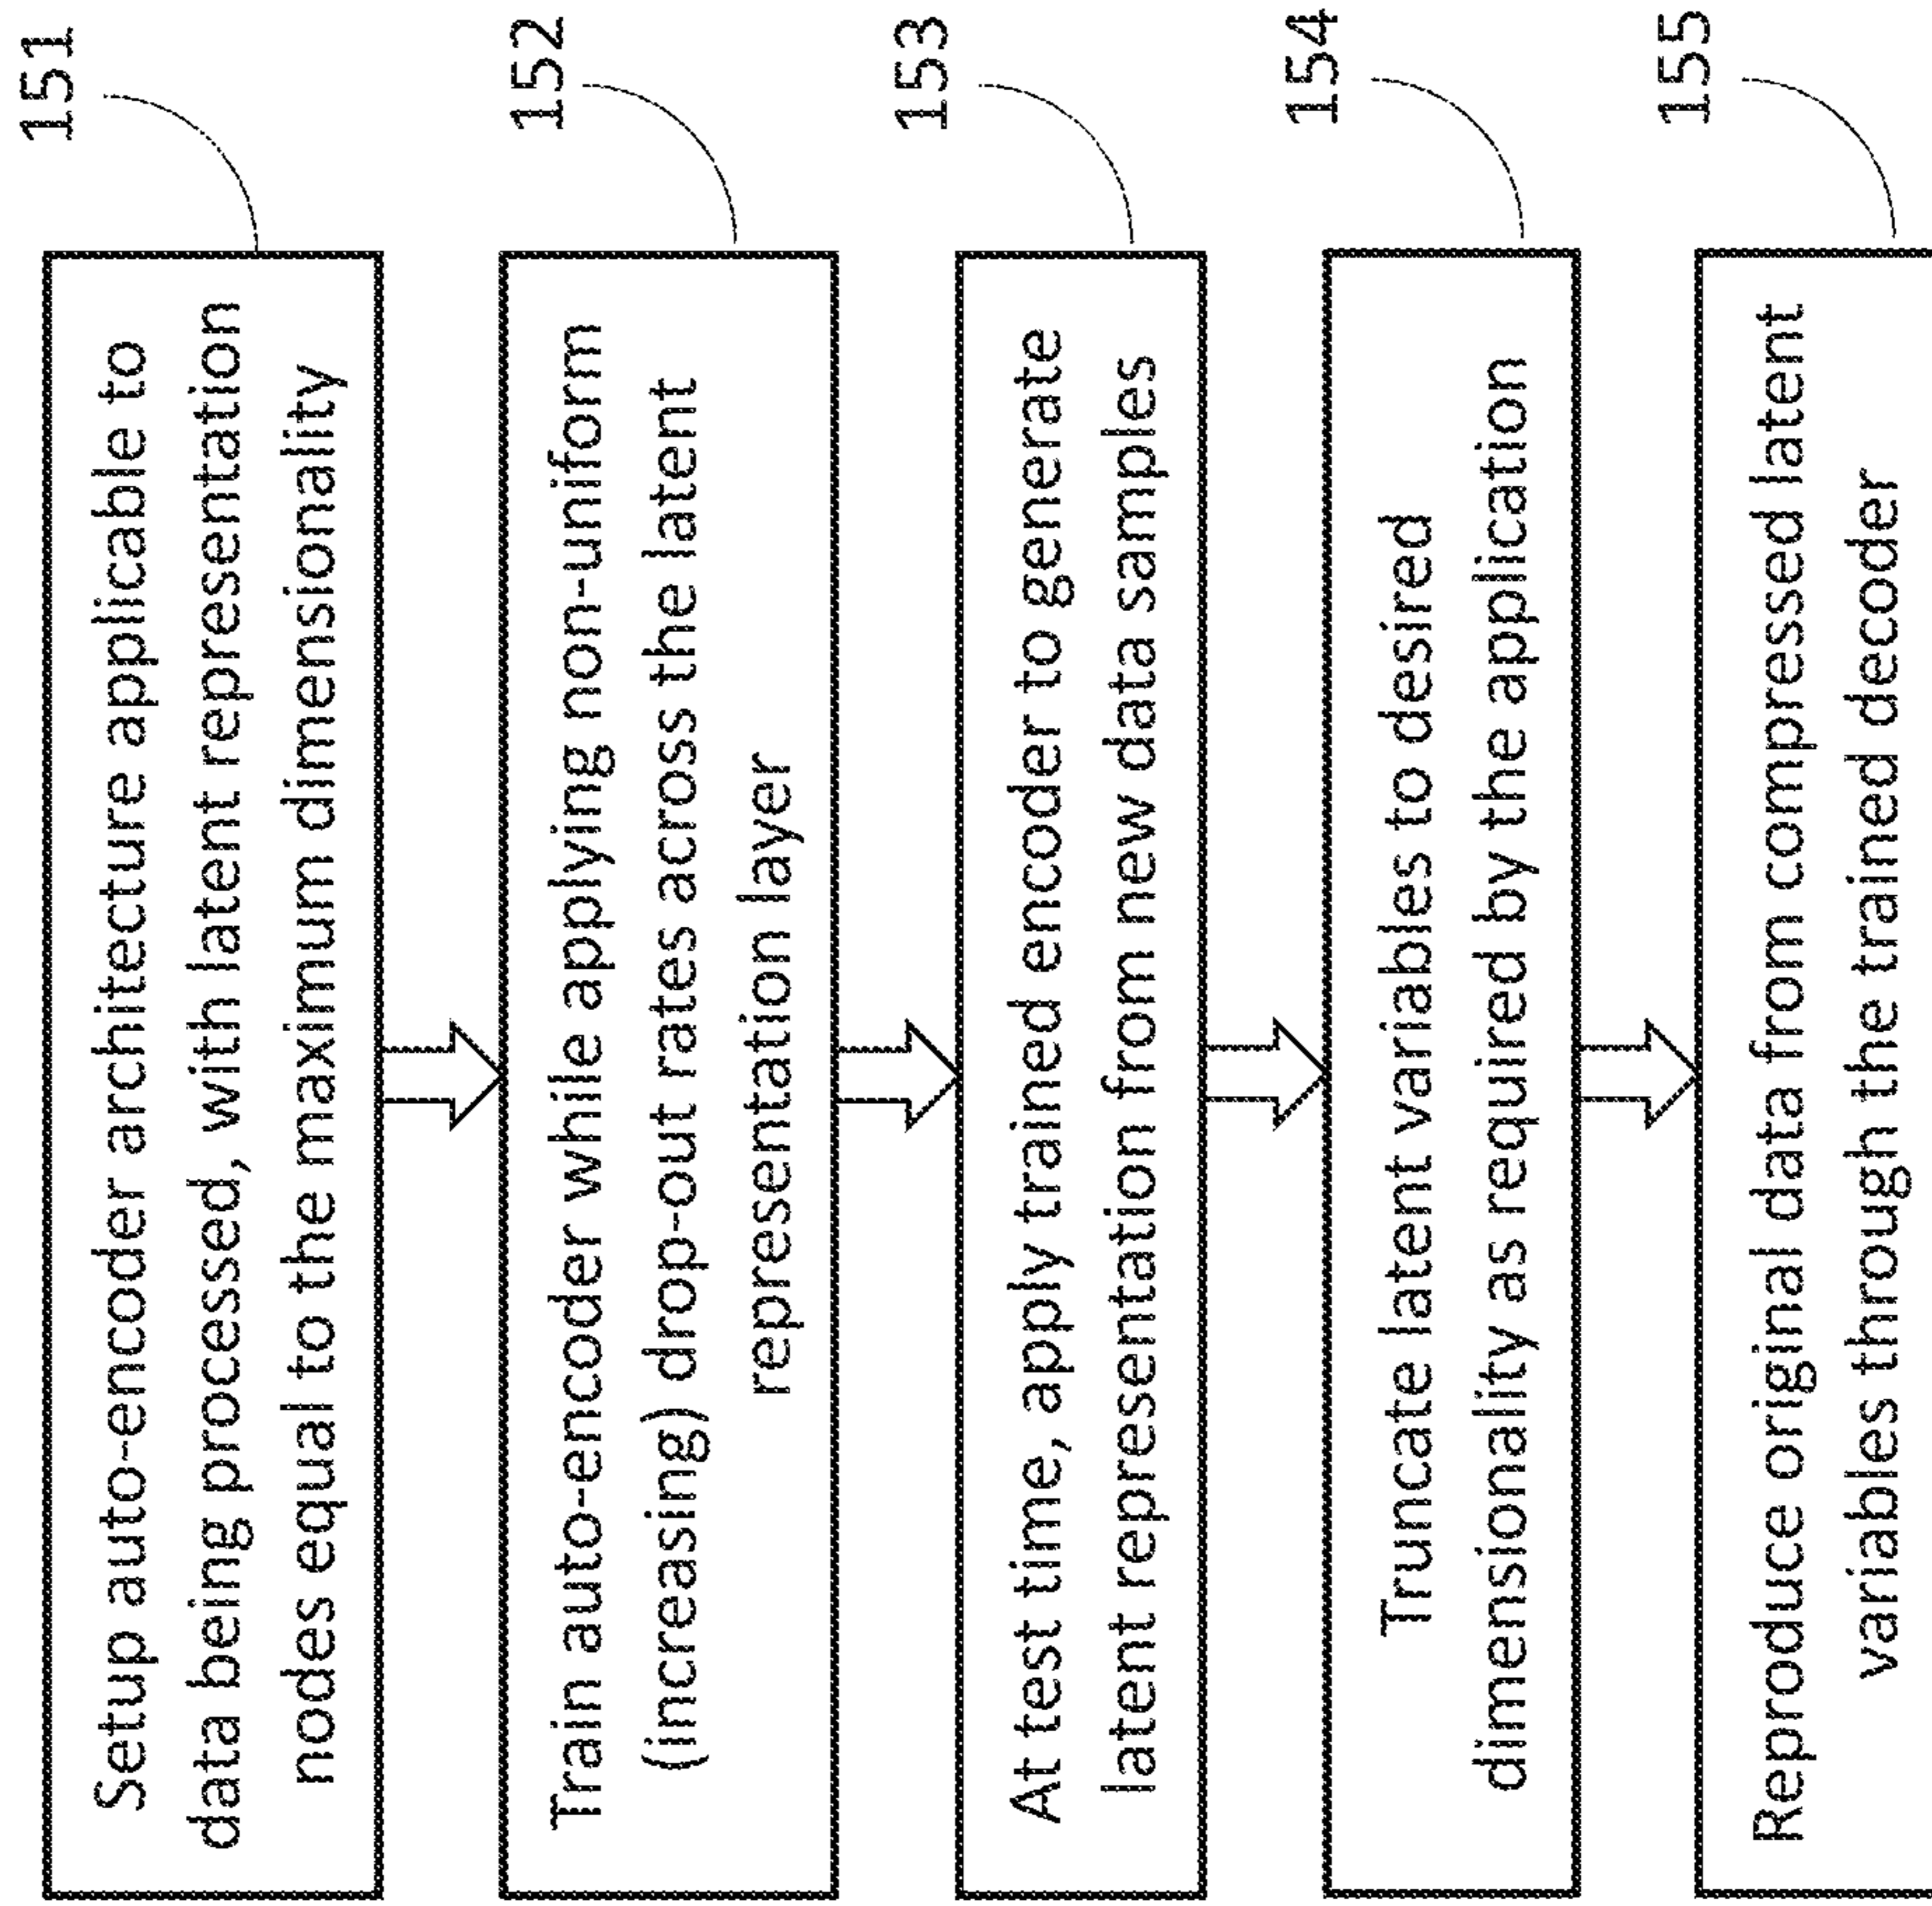 Setup auto-encoder architecture applicable to
data being processed, with latent representation
nodes equal to the maximum dimensionality
151
Train auto-encoder while applying non-uniform
(increasing) drop-out rates across the latent
representation layer
152
At test time, apply trained encoder to generate
latent representation from new data samples
153
Truncate latent variables to desired
dimensionality as required by the application
154
Reproduce original data from compressed latent
variables through the trained decoder
155